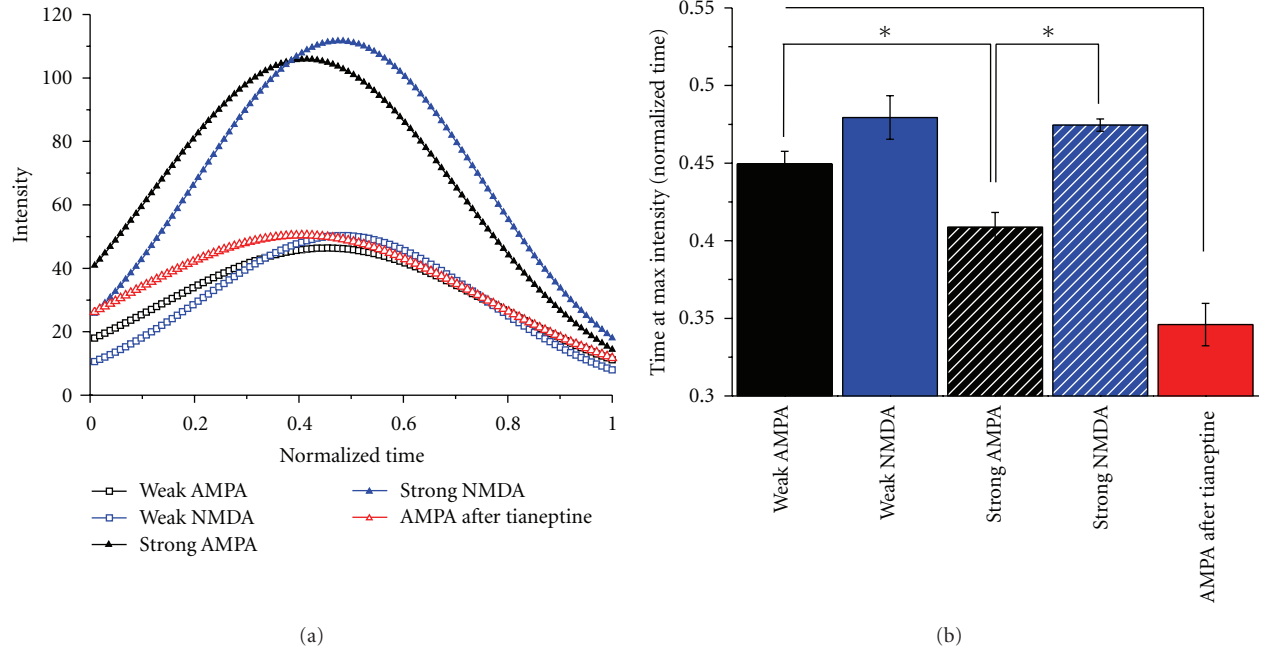 120
100
80
60
40
20
0
Intensity
0 0.2 0.4 0.6 0.8 1
Normalized time
Weak AMPA
Weak NMDA
Strong AMPA
Strong NMDA
AMPA after tianeptine
(a)
0.55
0.5
0.45
0.4
0.35
0.3
Time at max intensity (normalized time)
* *
Weak AMPA
Weak NMDA
Strong AMPA
Strong NMDA
AMPA after tianeptine
(b)